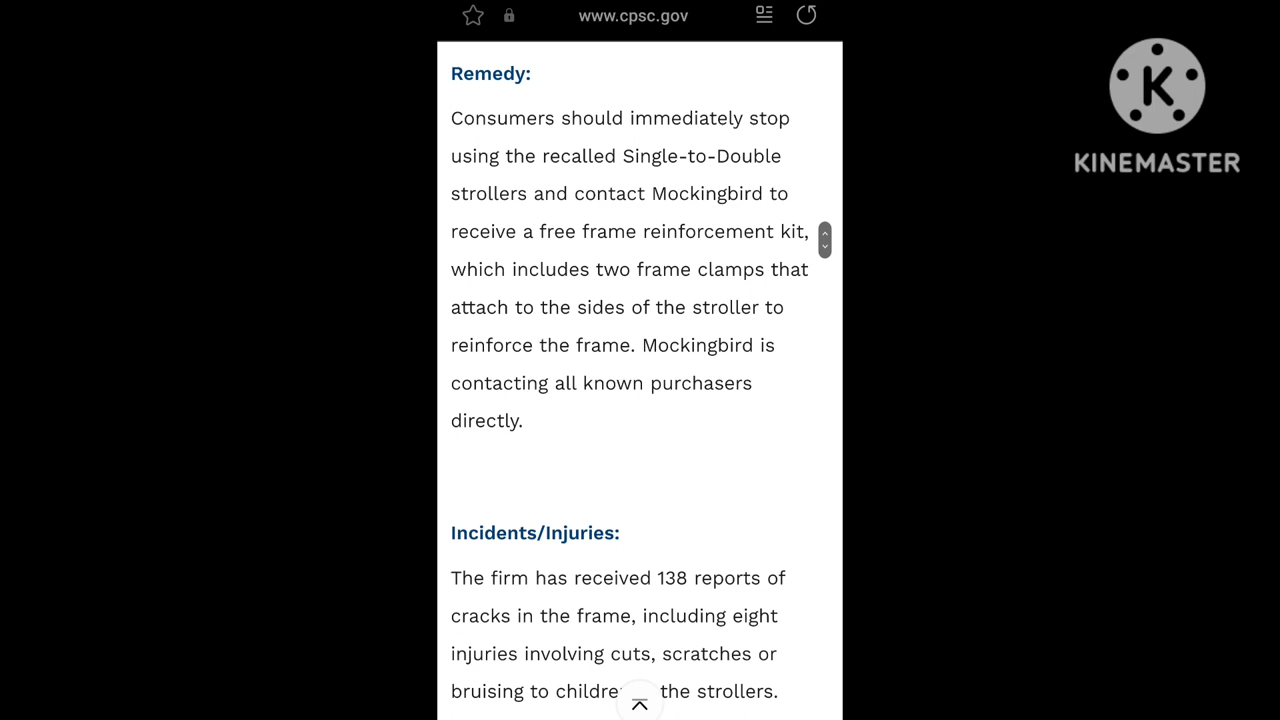 www.cpsc.gov
Remedy:
Consumers should immediately stop
using the recalled Single-to-Double
strollers and contact Mockingbird to
receive a free frame reinforcement kit,
which includes two frame clamps that
attach to the sides of the stroller to
reinforce the frame. Mockingbird is
contacting all known purchasers
directly.
Incidents/Injuries:
The firm has received 138 reports of
cracks in the frame, including eight
injuries involving cuts, scratches or
bruising to the strollers.
K
KINEMASTER